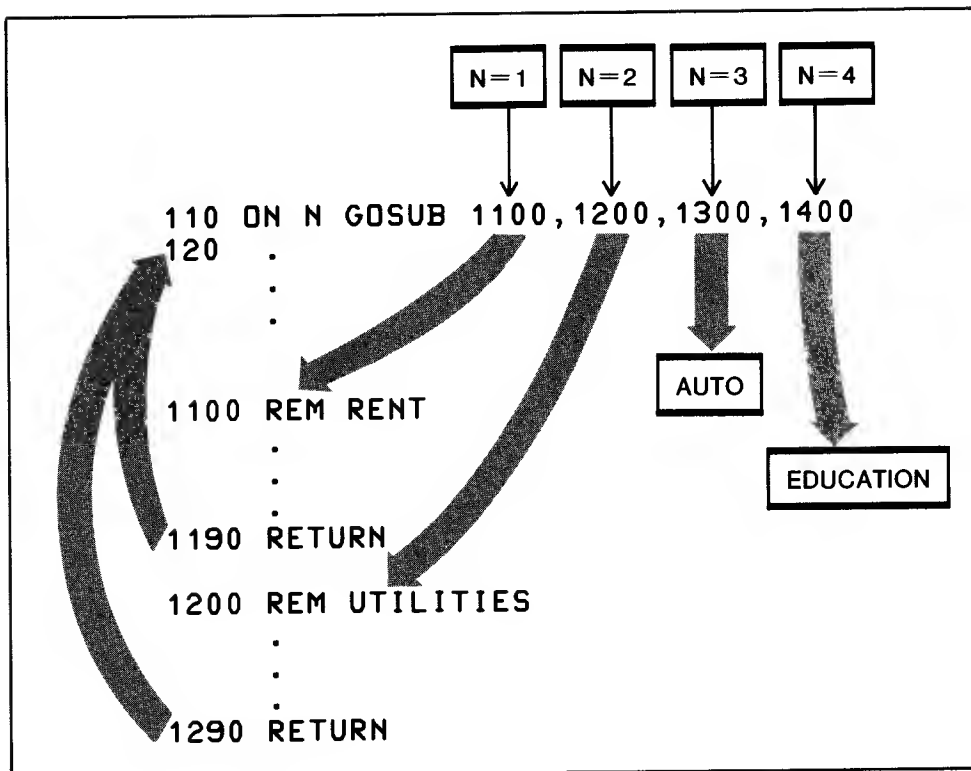 N=1 N=2 N=3 N=4
110 ON N GOSUB 1100,1200,1300,1400
120 .
.
.
AUTO
1100 REM RENT
.
.
.
EDUCATION
1190 RETURN
1200 REM UTILITIES
.
.
.
1290 RETURN